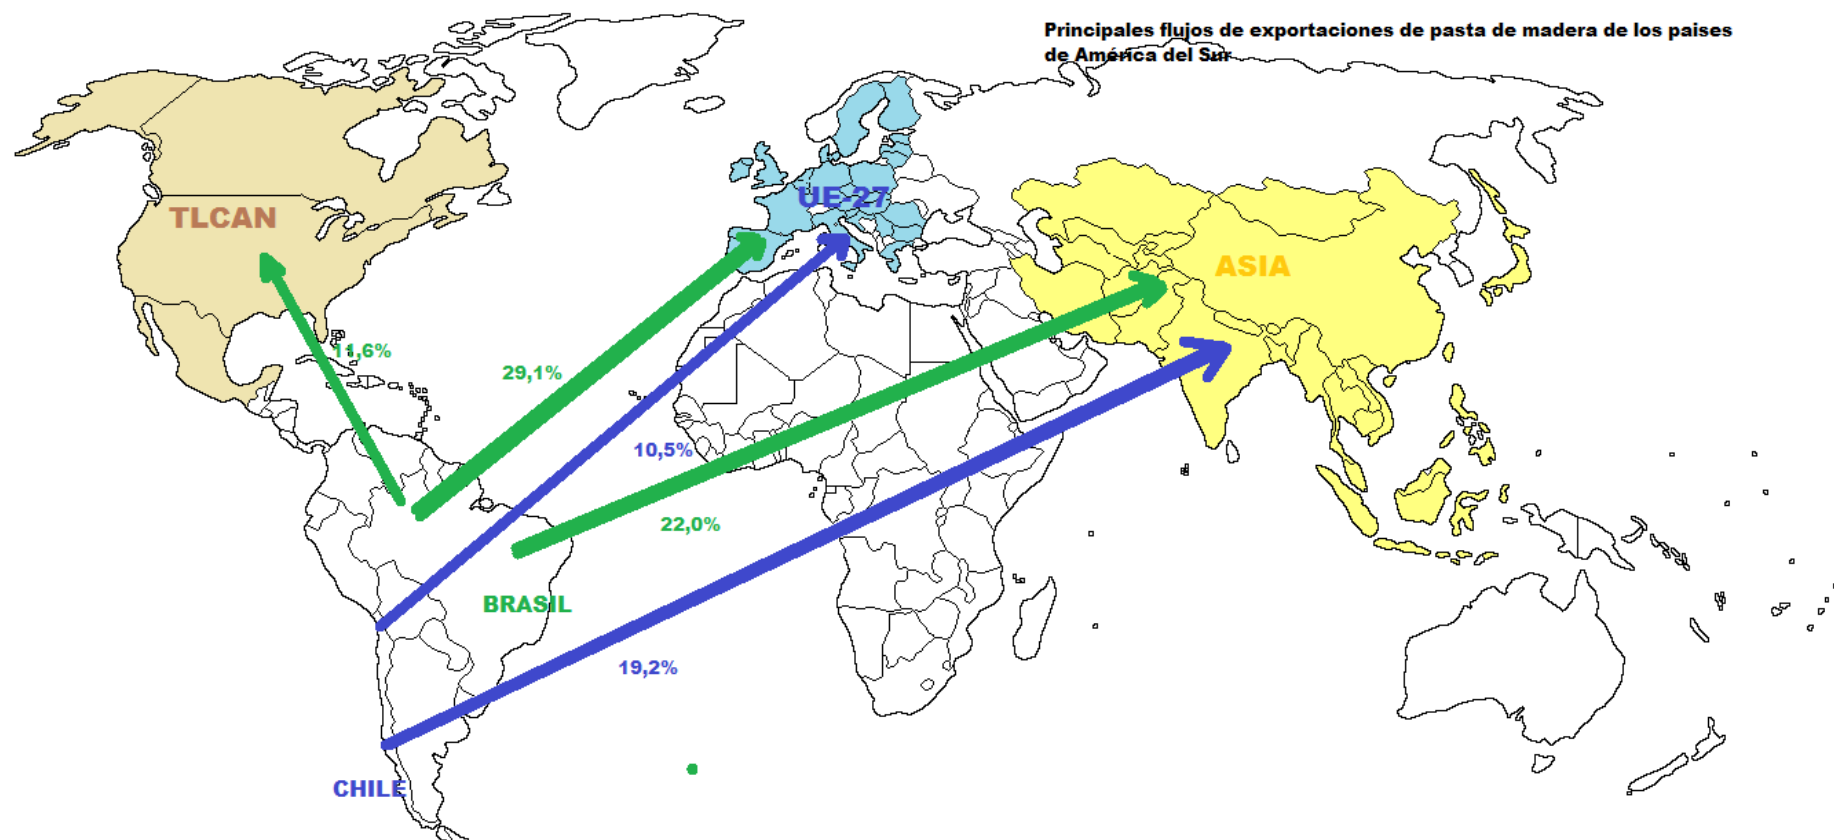 Principales flujos de exportaciones de pasta de madera de los paises
de América del Sur
UE-27
TLCAN
ASIA
11,6%
29,1%
10,5%
22,0%
BRASIL
19,2%
CHILE